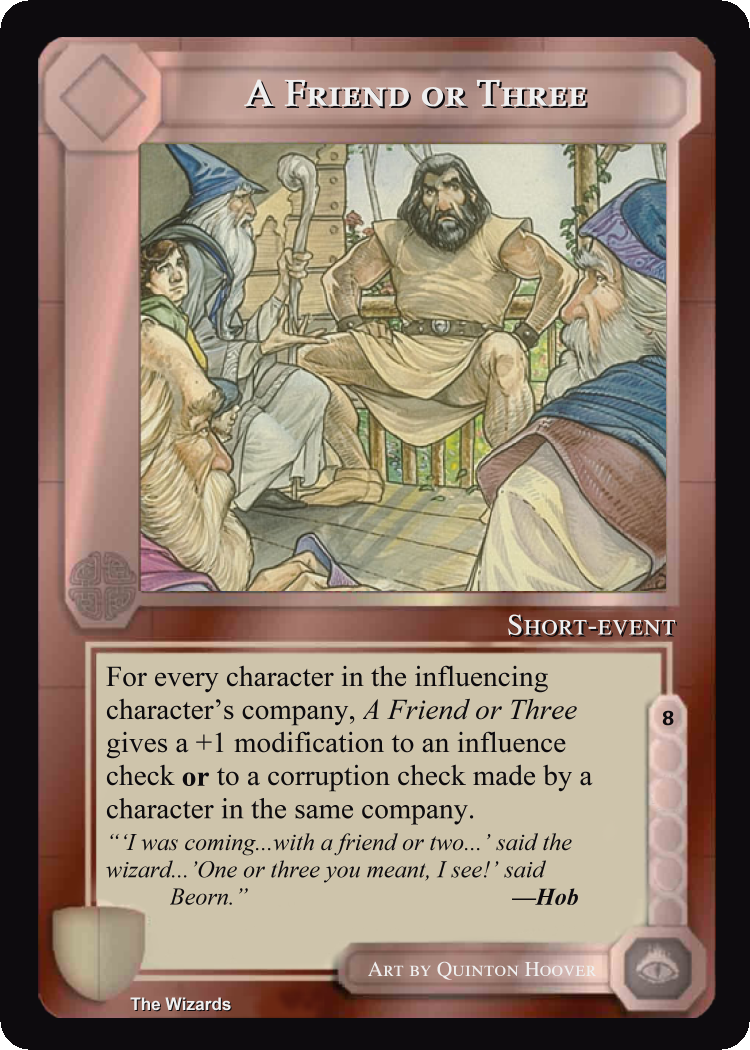 A Friend or Three
Short-event
For every character in the influencing
character's company, A Friend or Three
gives a +1 modification to an influence
check or to a corruption check made by a
character in the same company.
"'I was coming...with a friend or two...' said the
wizard...'One or three you meant, I see!' said
Beorn." —Hob
8
Art by Quinton Hoover
The Wizards